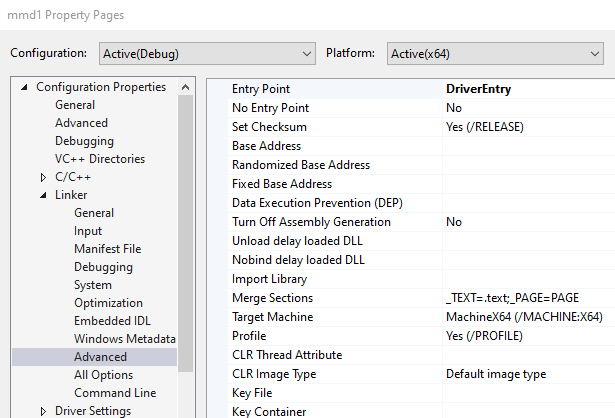 mmd1 Property Pages
Configuration: Active(Debug) Platform: Active(x64)
Configuration Properties
General
Advanced
Debugging
VC++ Directories
C/C++
Linker
General
Input
Manifest File
Debugging
System
Optimization
Embedded IDL
Windows Metadata
Advanced
All Options
Command Line
Driver Settings
Entry Point DriverEntry
No Entry Point No
Set Checksum Yes (/RELEASE)
Base Address
Randomized Base Address
Fixed Base Address
Data Execution Prevention (DEP)
Turn Off Assembly Generation No
Unload delay loaded DLL
Nobind delay loaded DLL
Import Library
Merge Sections _TEXT=.text;_PAGE=PAGE
Target Machine MachineX64 (/MACHINE:X64)
Profile Yes (/PROFILE)
CLR Thread Attribute
CLR Image Type Default image type
Key File
Key Container